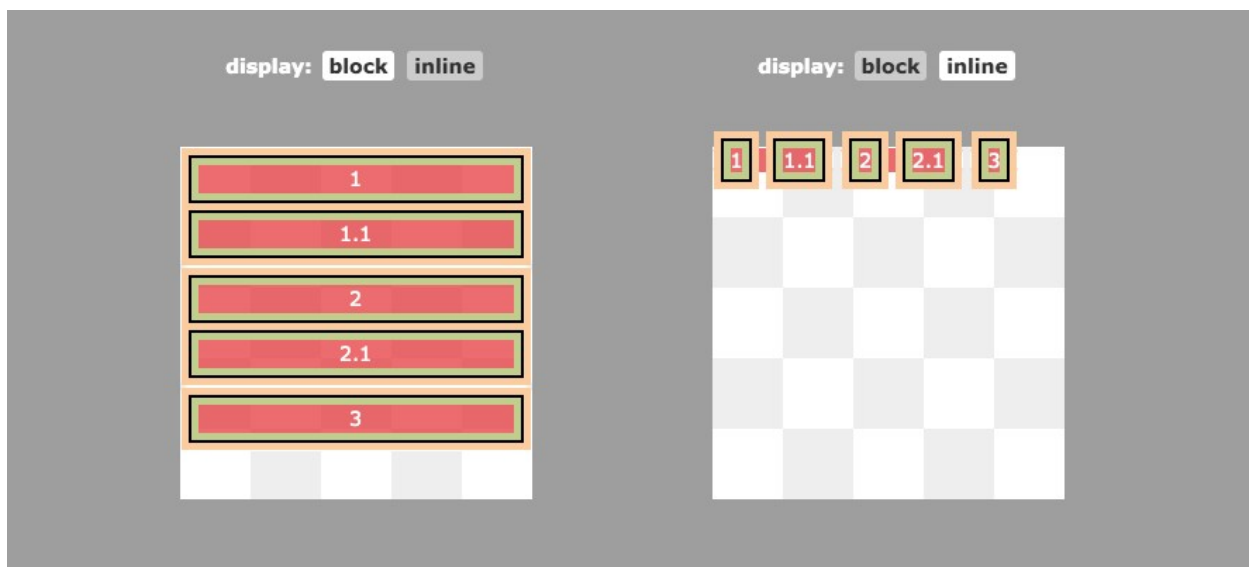 display: block inline
1
1.1
2
2.1
3
display: block inline
1 1.1 2 2.1 3